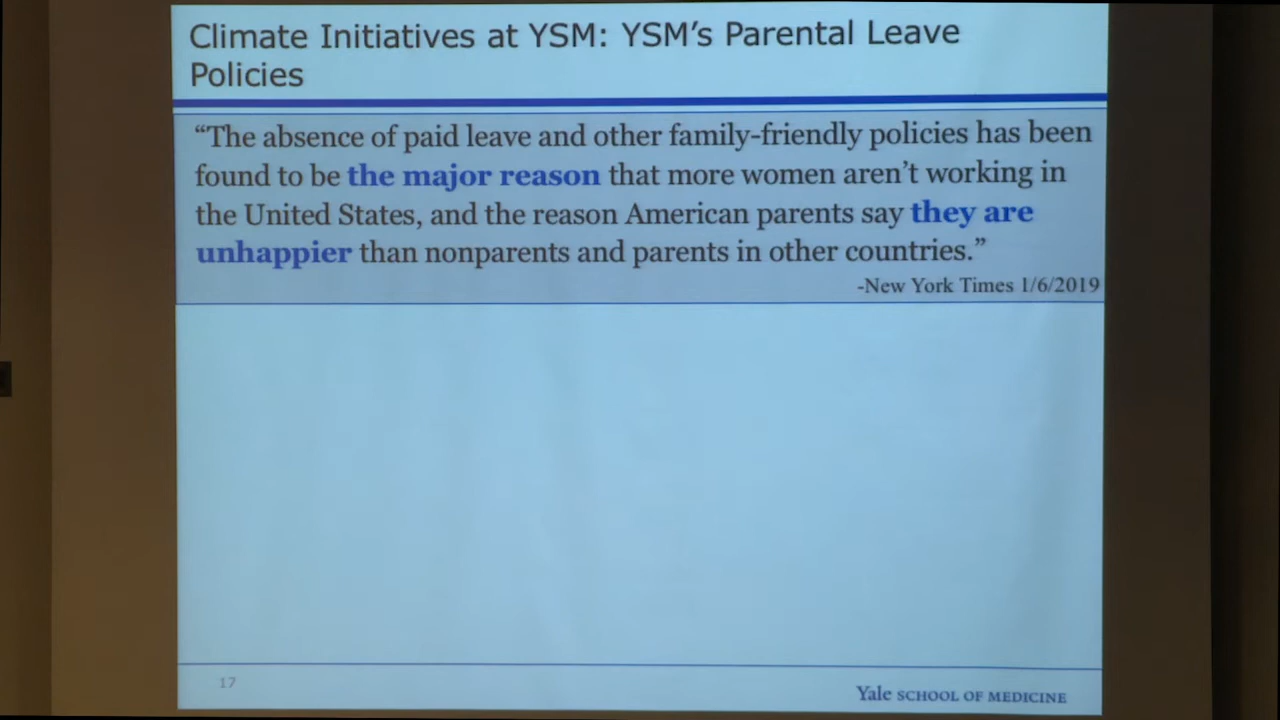 Climate Initiatives at YSM: YSM's Parental Leave
Policies
“The absence of paid leave and other family-friendly policies has been
found to be the major reason that more women aren't working in
the United States, and the reason American parents say they are
unhappier than nonparents and parents in other countries.”
-New York Times 1/6/2019
17
Yale SCHOOL OF MEDICINE